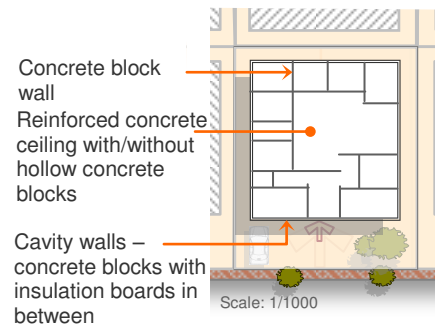 Concrete block
wall
Reinforced concrete
ceiling with/without
hollow concrete
blocks
Cavity walls –
concrete blocks with
insulation boards in
between
Scale: 1/1000